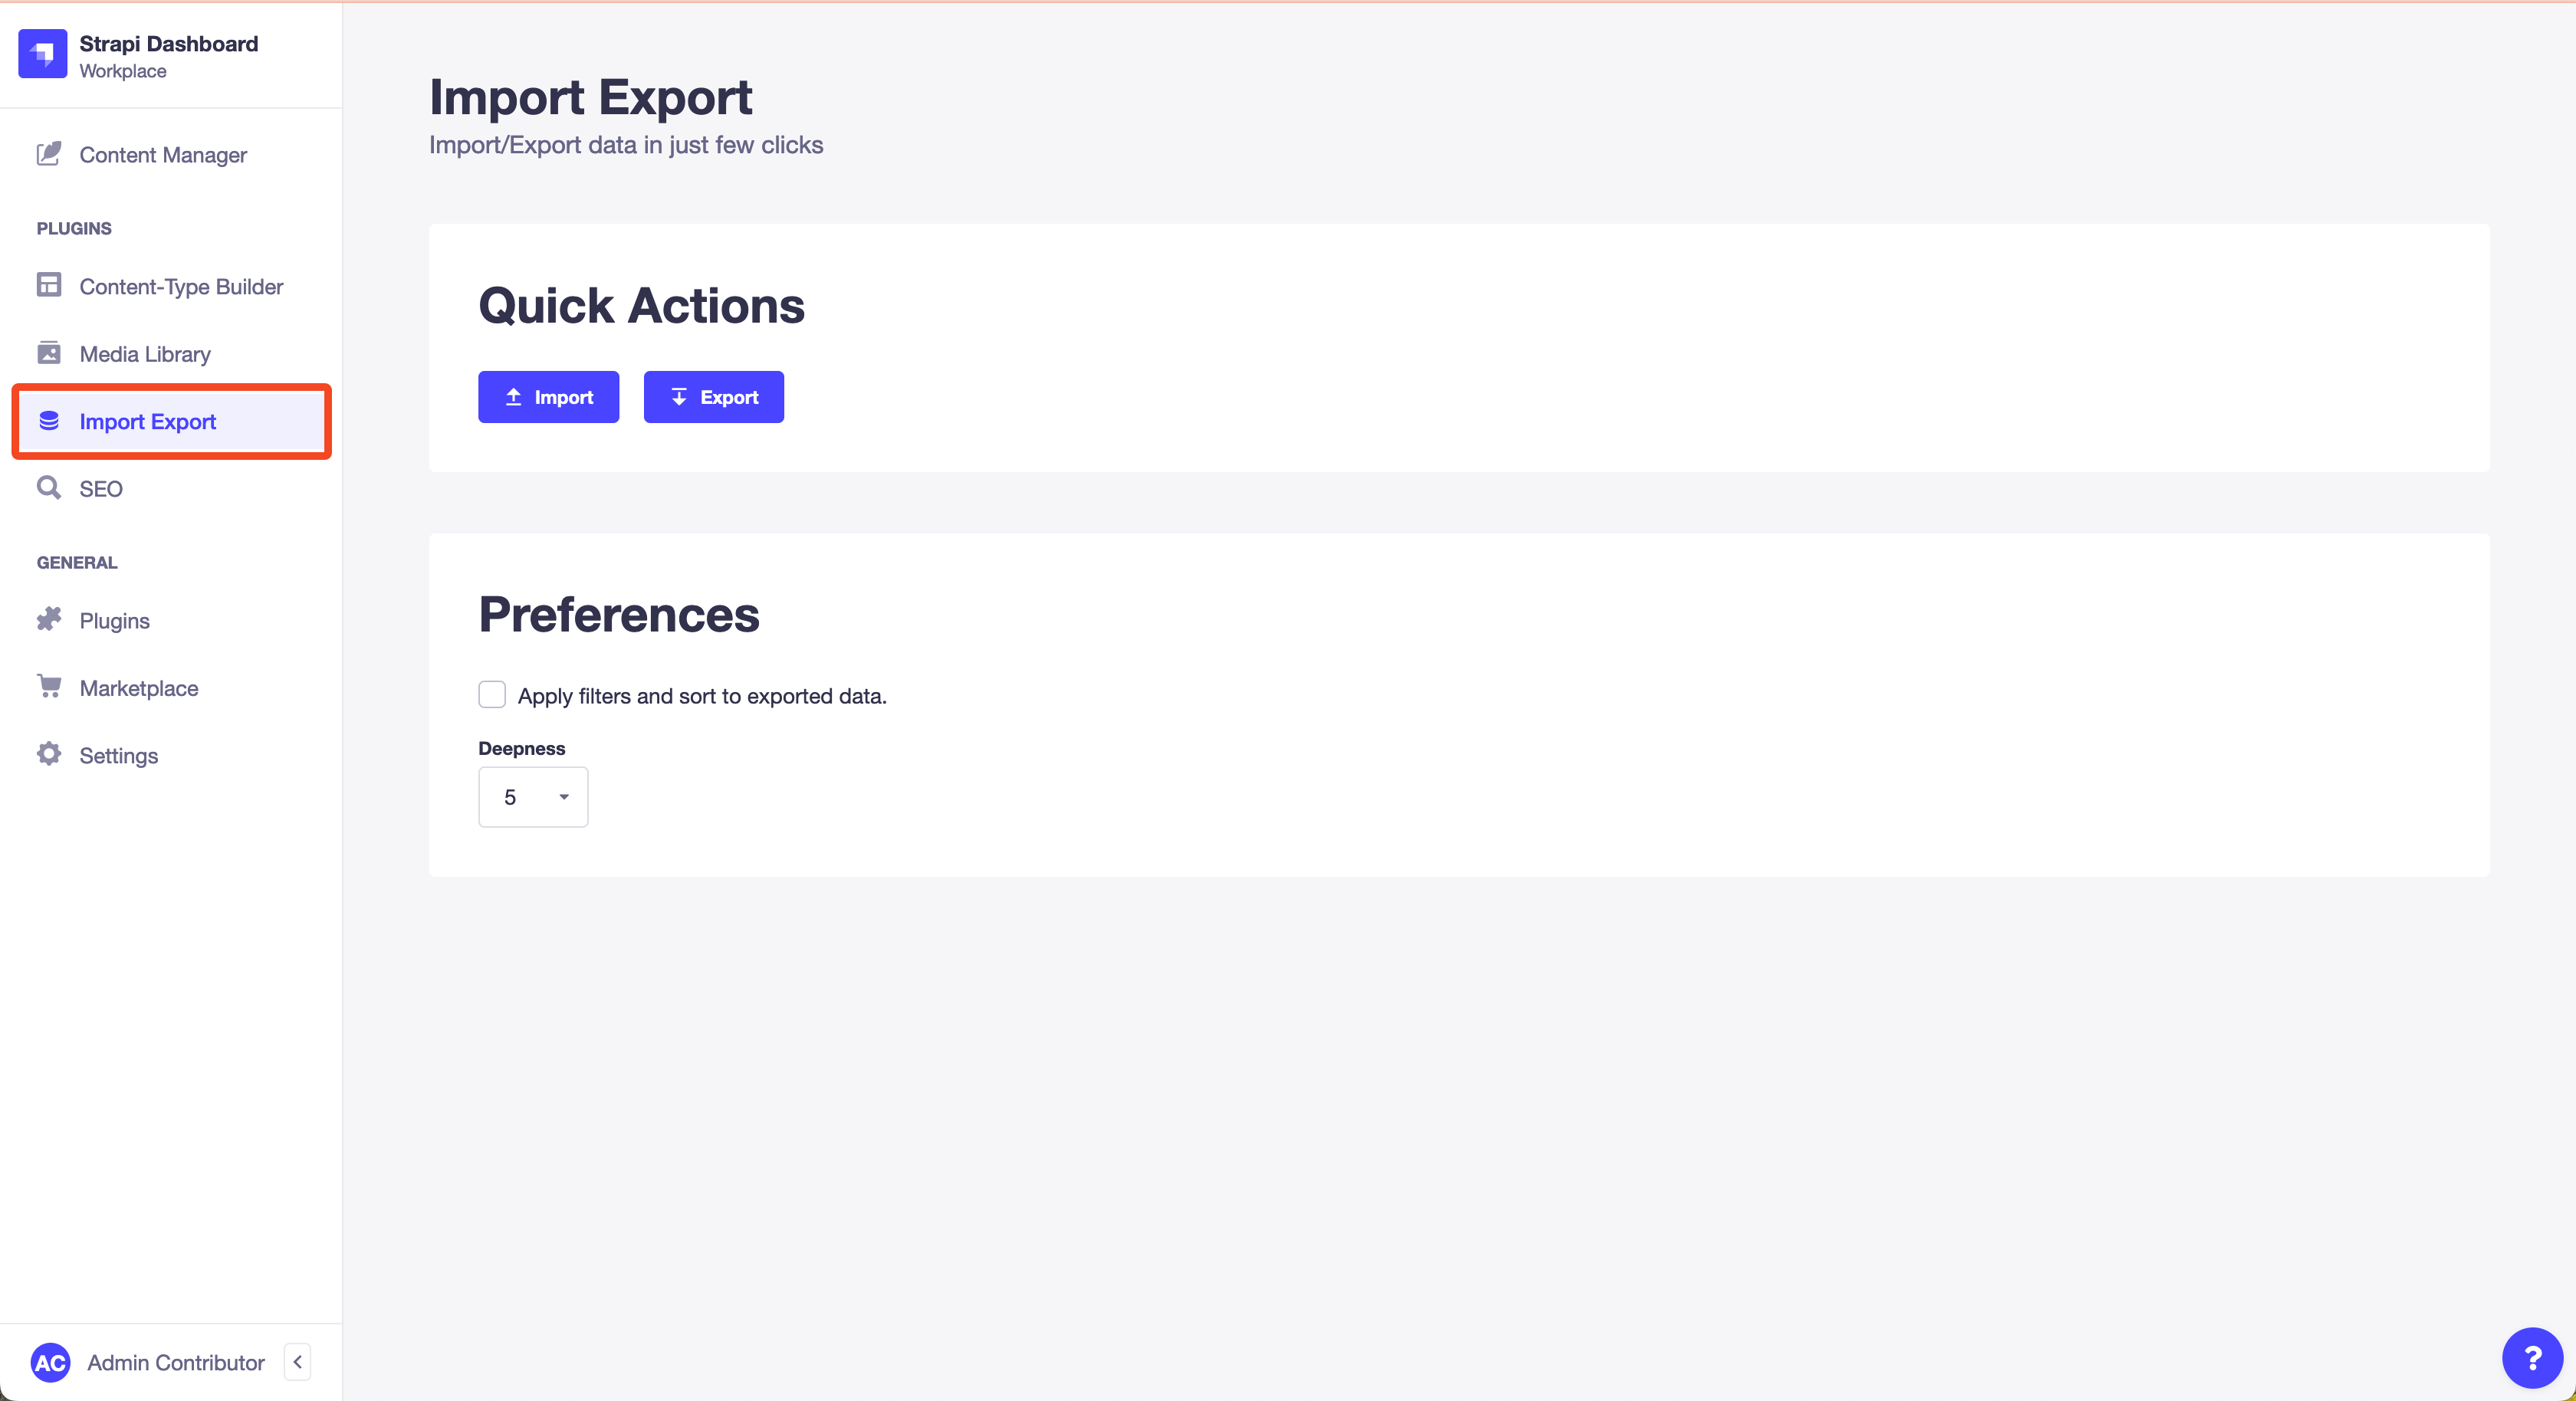 Strapi Dashboard
Workplace
Content Manager
PLUGINS
Content-Type Builder
Media Library
Import Export
SEO
GENERAL
Plugins
Marketplace
Settings
AC Admin Contributor
Import Export
Import/Export data in just few clicks
Quick Actions
Import Export
Preferences
Apply filters and sort to exported data.
Deepness
5
?